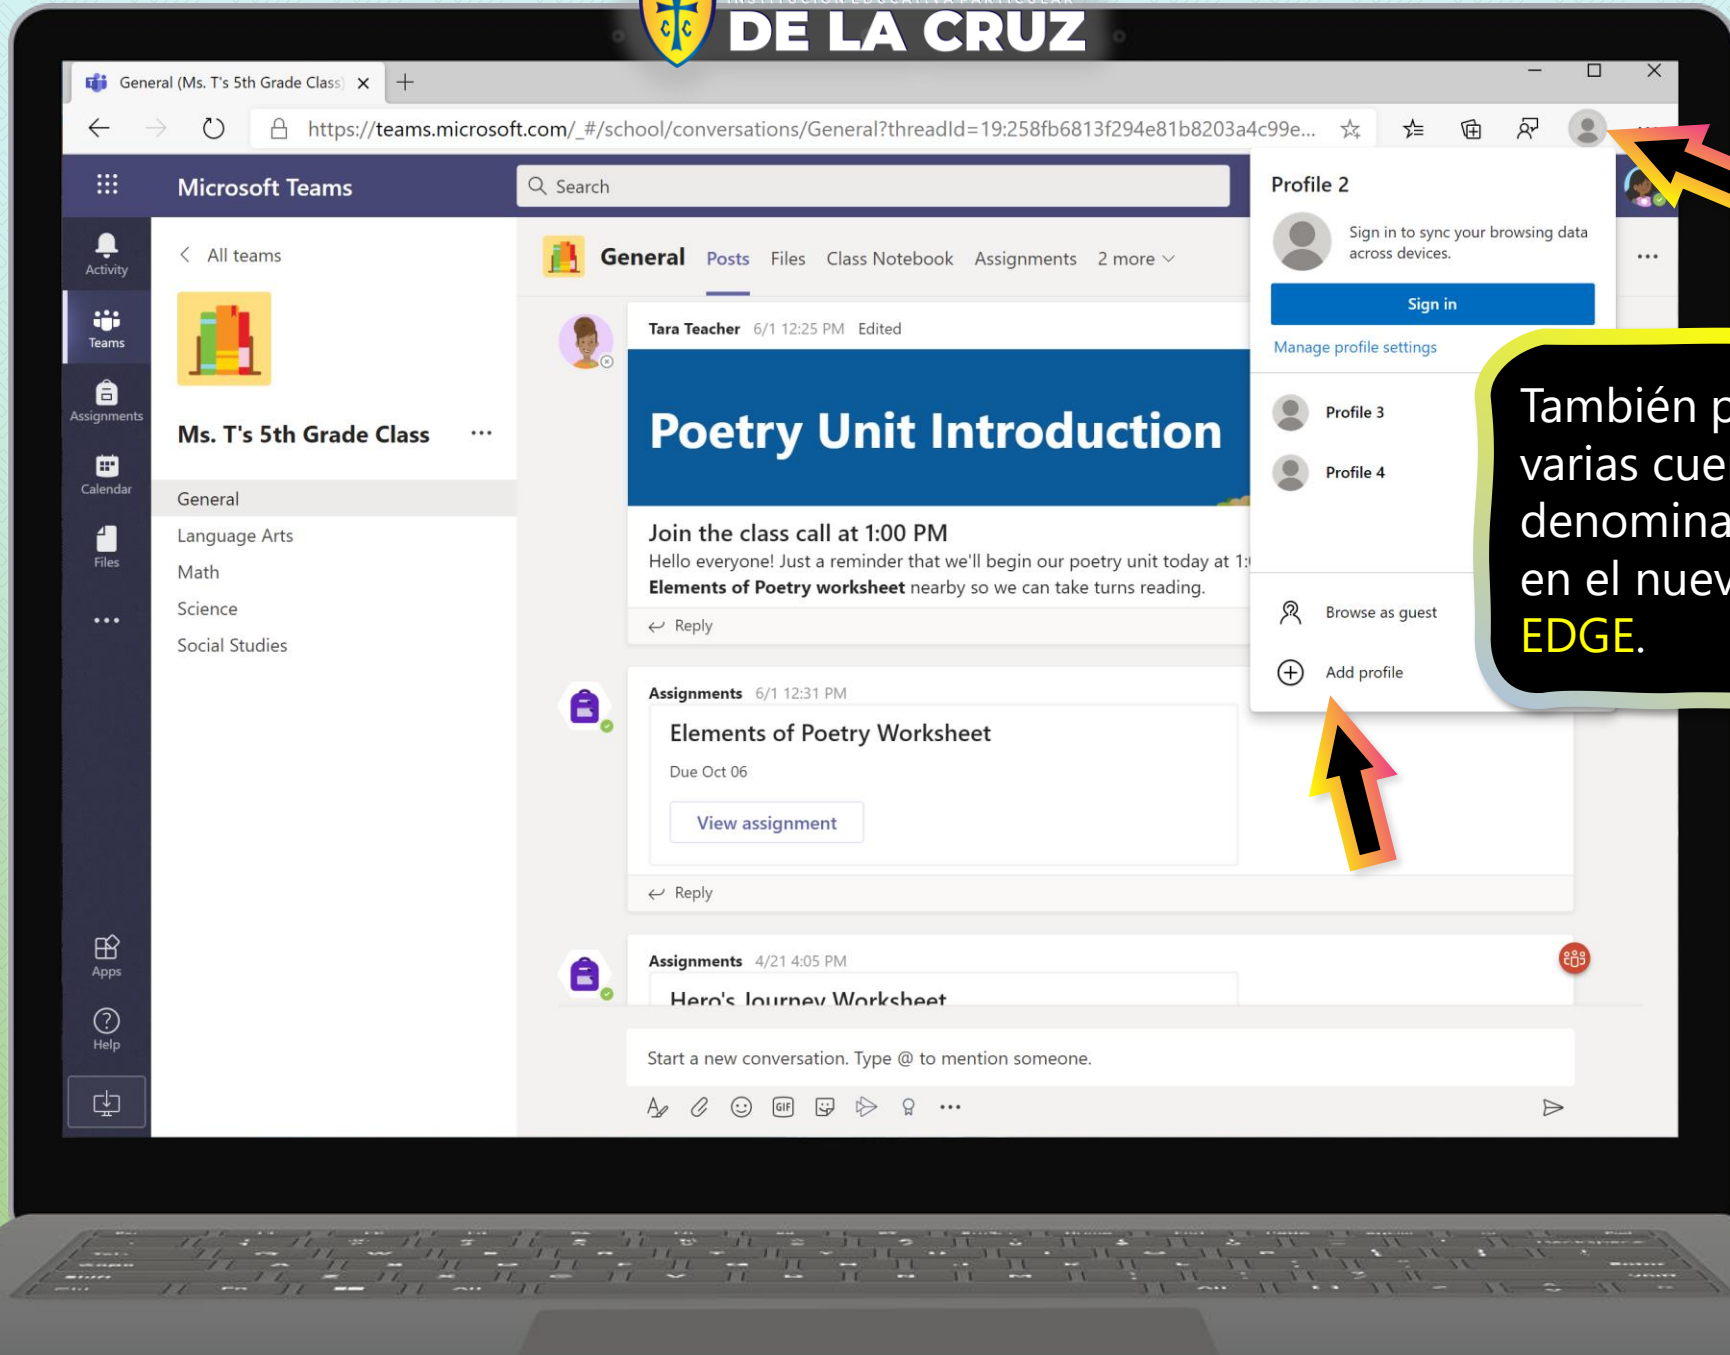 INSTITUCIÓN EDUCATIVA PARTICULAR
DE LA CRUZ
General (Ms. T's 5th Grade Class)
https://teams.microsoft.com/_#/school/conversations/General?threadId=19:258fb6813f294e81b8203a4c99e...
Microsoft Teams
Search
Profile 2
Sign in to sync your browsing data
across devices.
Sign in
Manage profile settings
Profile 3
Profile 4
Browse as guest
Add profile
También
varias
en el
EDGE.
Activity
Teams
Assignments
Calendar
Files
Apps
Help
All teams
Ms. T's 5th Grade Class
General
Language Arts
Math
Science
Social Studies
General Posts Files Class Notebook Assignments 2 more
Tara Teacher 6/1 12:25 PM Edited
Poetry Unit Introduction
Join the class call at 1:00 PM
Hello everyone! Just a reminder that we'll begin our poetry unit today at
Elements of Poetry worksheet nearby so we can take turns reading.
Reply
Assignments 6/1 12:31 PM
Elements of Poetry Worksheet
Due Oct 06
View assignment
Reply
Assignments 4/21 4:05 PM
Hero's Journey Worksheet
Start a new conversation. Type @ to mention someone.
GIF